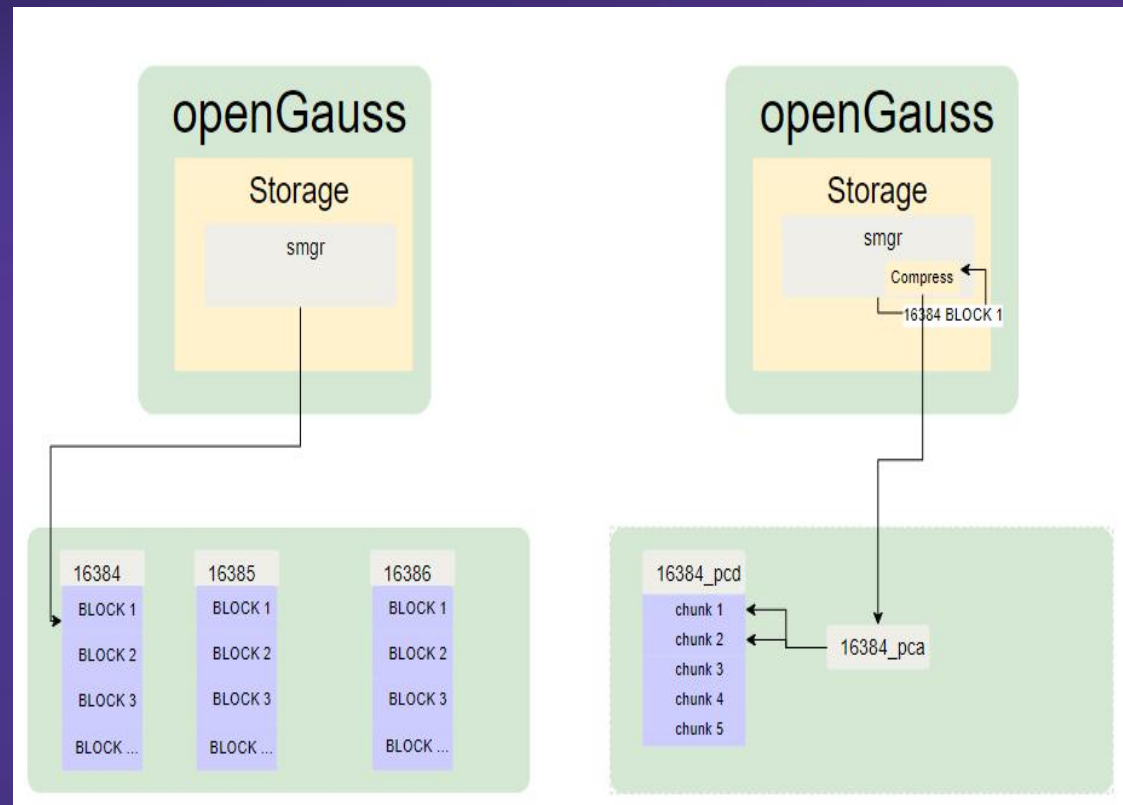 openGauss
Storage
smgr
16384
BLOCK 1
BLOCK 2
BLOCK 3
BLOCK ...
16385
BLOCK 1
BLOCK 2
BLOCK 3
BLOCK ...
16386
BLOCK 1
BLOCK 2
BLOCK 3
BLOCK ...
openGauss
Storage
smgr
Compress
16384 BLOCK 1
16384_pcd
chunk 1
chunk 2
chunk 3
chunk 4
chunk 5
16384_pca